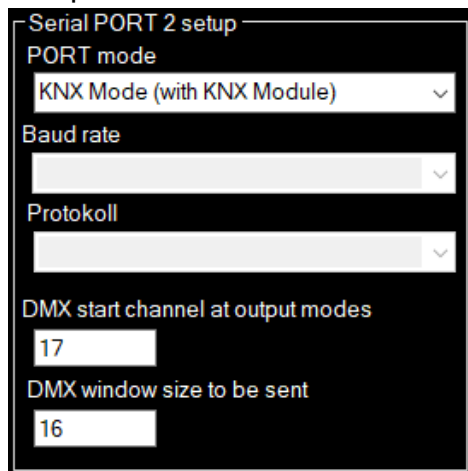 Serial PORT 2 setup
PORT mode
KNX Mode (with KNX Module)
Baud rate
Protokoll
DMX start channel at output modes
17
DMX window size to be sent
16